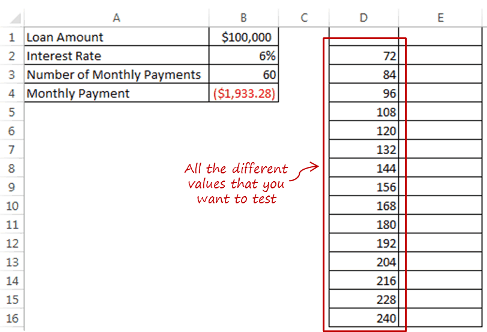 A B C D E
1 Loan Amount $100,000
2 Interest Rate 6% 72
3 Number of Monthly Payments 60 84
4 Monthly Payment ($1,933.28) 96
5 108
6 120
7 132
8 144
9 156
10 168
11 180
12 192
13 204
14 216
15 228
16 240
All the different
values that you
want to test